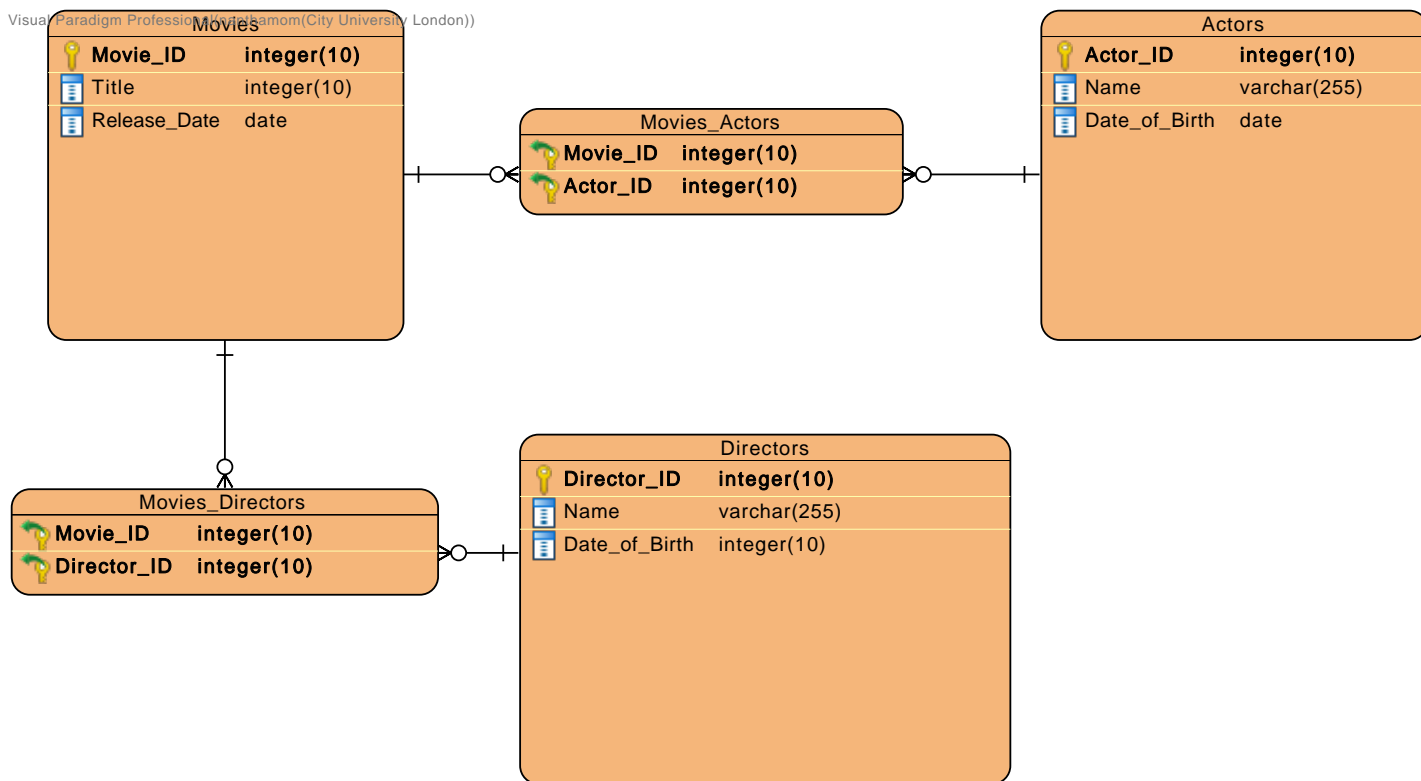 Visual Paradigm Professional(
(City University London))
Movies
Movie_ID integer(10)
Title integer(10)
Release_Date date
Movies_Actors
Movie_ID integer(10)
Actor_ID integer(10)
Actors
Actor_ID integer(10)
Name varchar(255)
Date_of_Birth date
Movies_Directors
Movie_ID integer(10)
Director_ID integer(10)
Directors
Director_ID integer(10)
Name varchar(255)
Date_of_Birth integer(10)